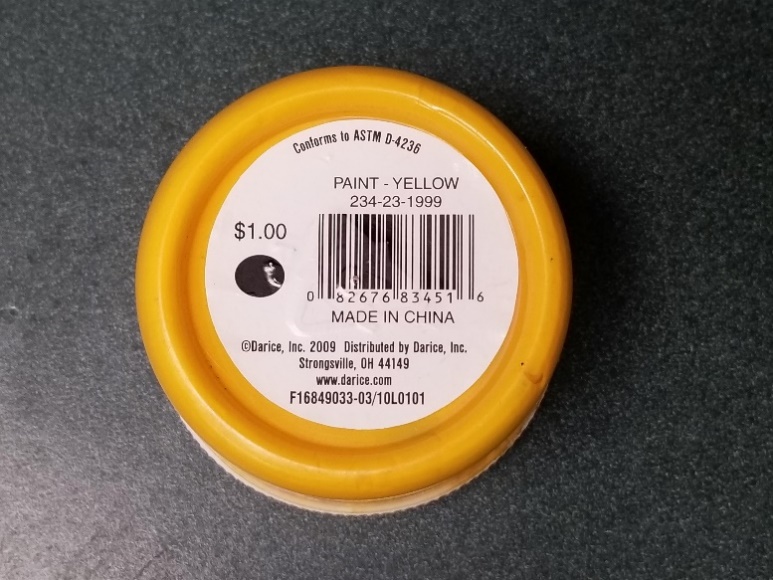 Conforms to ASTM D-4236
PAINT - YELLOW
234-23-1999
$1.00
0 82676 83451 6
MADE IN CHINA
©Darice, Inc. 2009 Distributed by Darice, Inc.
Strongsville, OH 44149
www.darice.com
F16849033-03/10L0101